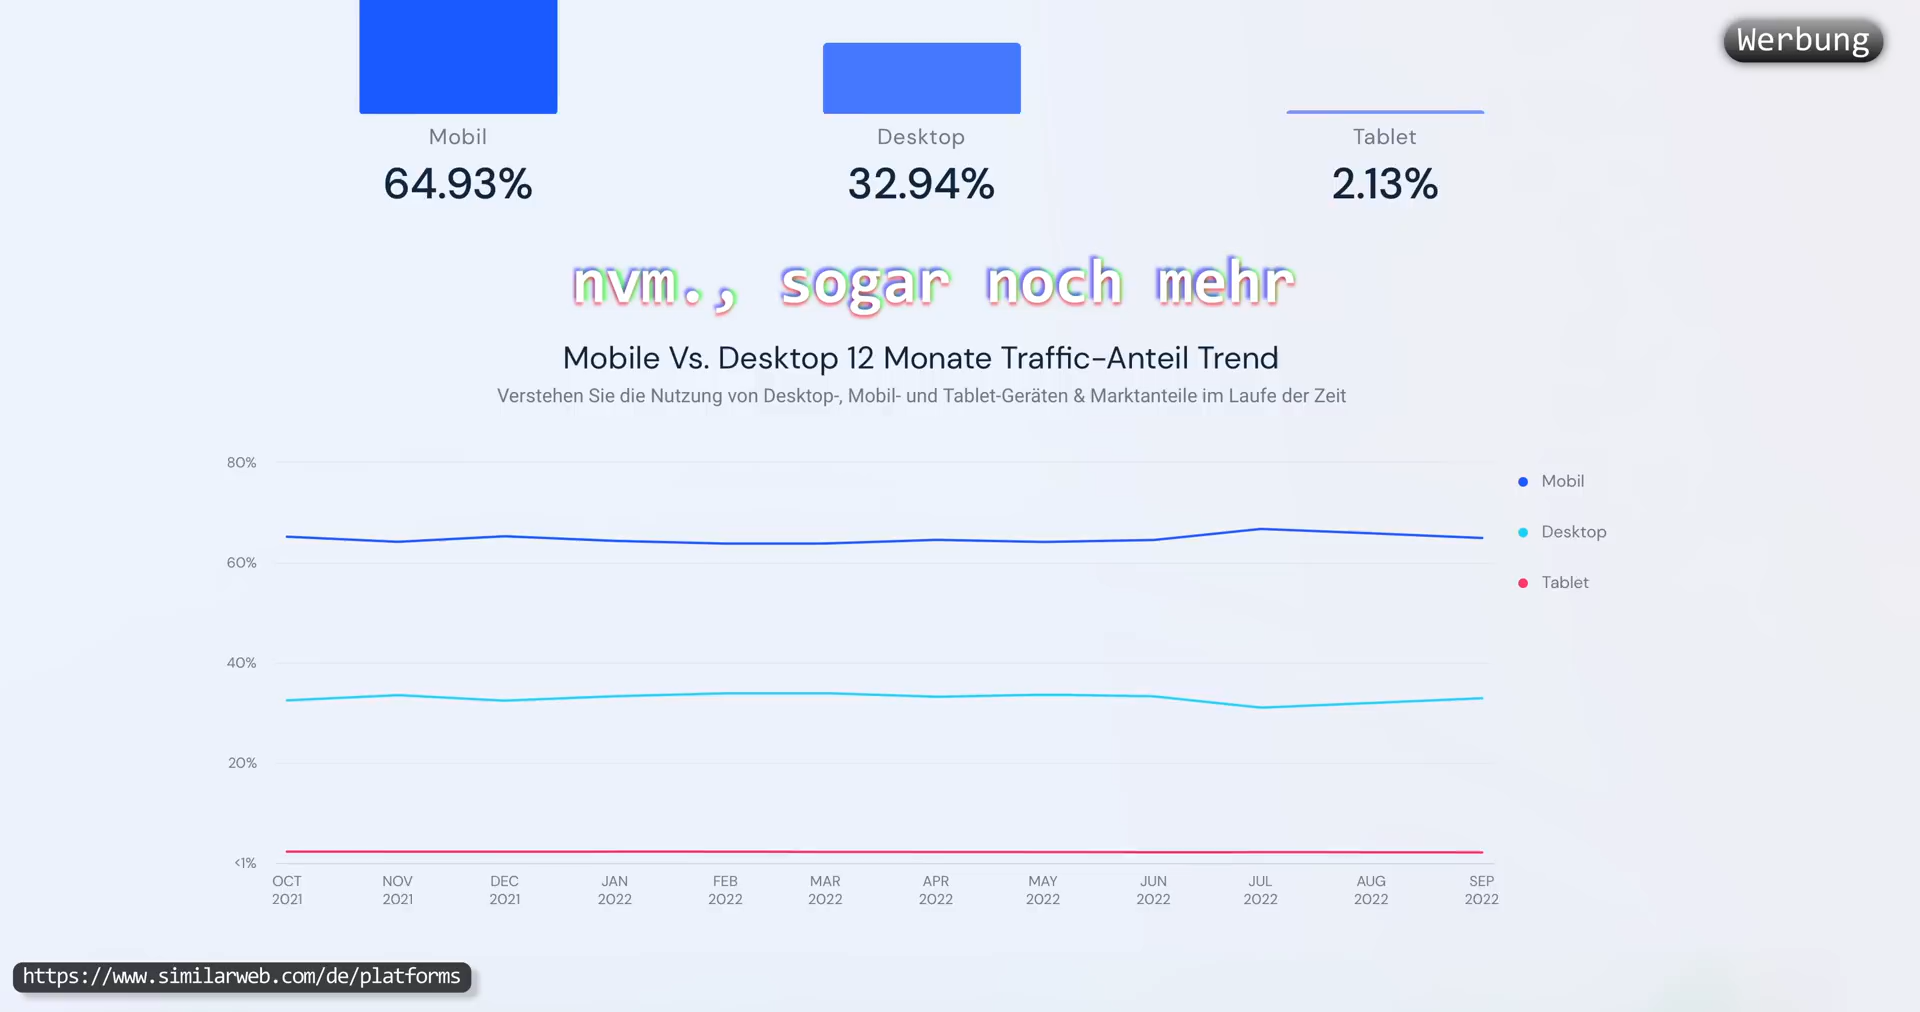 Werbung
Mobil
Desktop
Tablet
64.93%
32.94%
2.13%
nvm., sogar noch mehr
Mobile Vs. Desktop 12 Monate Traffic-Anteil Trend
Verstehen Sie die Nutzung von Desktop-, Mobil- und Tablet-Geräten & Marktanteile im Laufe der Zeit
80%
60%
40%
20%
<1%
Mobil
Desktop
Tablet
OCT NOV DEC JAN FEB MAR APR MAY JUN JUL AUG SEP
2021 2021 2021 2022 2022 2022 2022 2022 2022 2022 2022 2022
https://www.similarweb.com/de/platforms